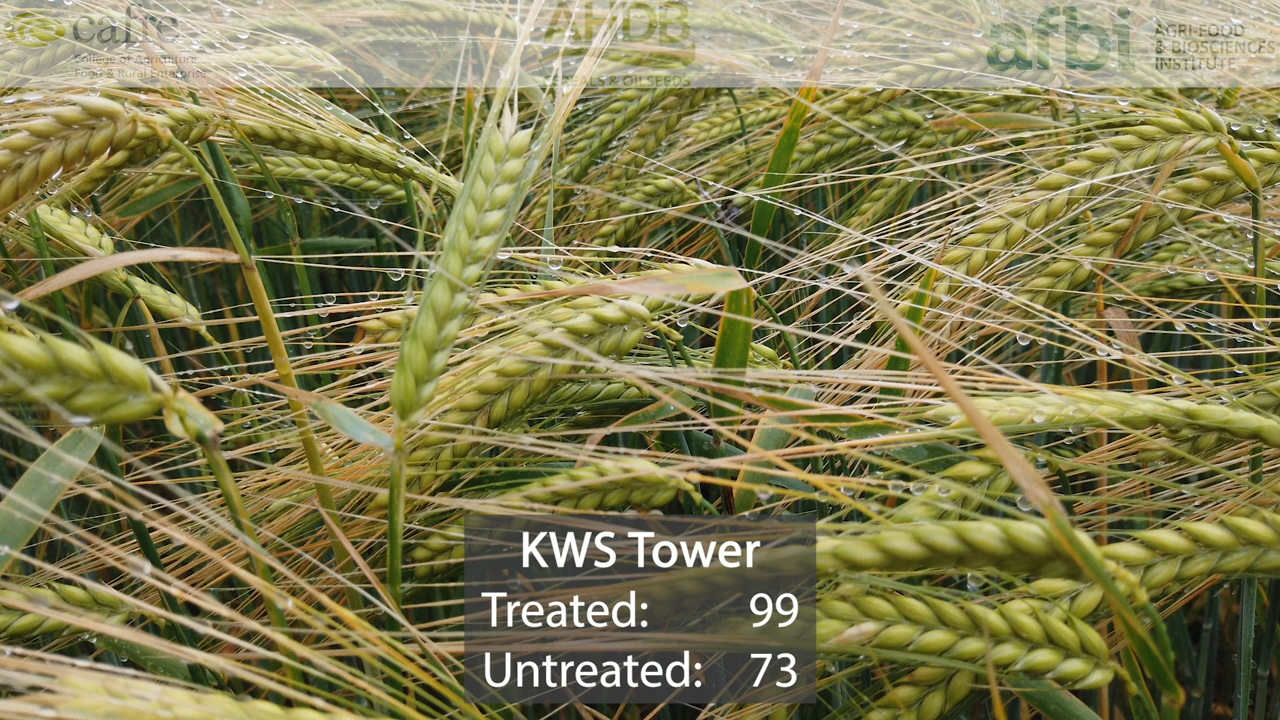 cafre
College of Agriculture
Food & Rural Enterprise
AHDB
CEREALS & OILSEEDS
afbi
AGRI-FOOD
& BIOSCIENCES
INSTITUTE
KWS Tower
Treated: 99
Untreated: 73